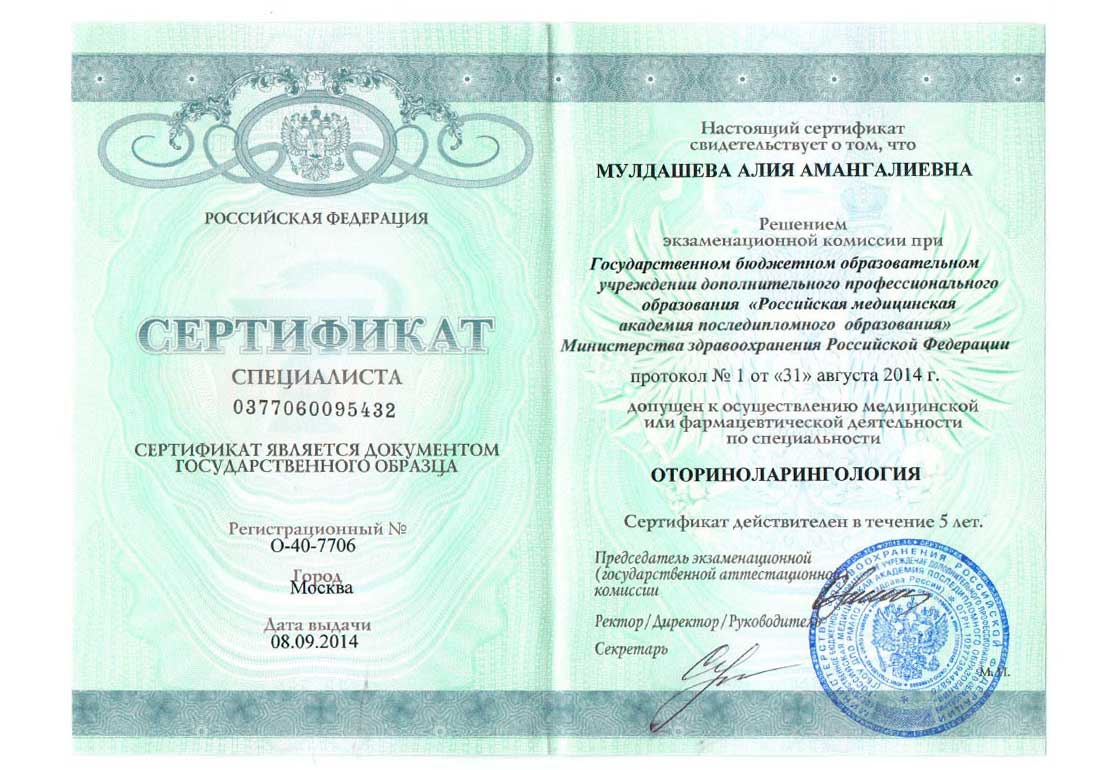 РОССИЙСКАЯ ФЕДЕРАЦИЯ
СЕРТИФИКАТ
СПЕЦИАЛИСТА
0377060095432
СЕРТИФИКАТ ЯВЛЯЕТСЯ ДОКУМЕНТОМ
ГОСУДАРСТВЕННОГО ОБРАЗЦА
Регистрационный №
О-40-7706
Город
Москва
Дата выдачи
08.09.2014
Настоящий сертификат
свидетельствует о том, что
МУЛДАШЕВА АЛИЯ АМАНГАЛИЕВНА
Решением
экзаменационной комиссии при
Государственном бюджетном образовательном
учреждении дополнительного профессионального
образования «Российская медицинская
академия последипломного образования»
Министерства здравоохранения Российской Федерации
протокол № 1 от «31» августа 2014 г.
допущен к осуществлению медицинской
или фармацевтической деятельности
по специальности
ОТОРИНОЛАРИНГОЛОГИЯ
Сертификат действителен в течение 5 лет.
Председатель экзаменационной
(государственной аттестационной)
комиссии
Ректор/Директор/Руководитель
Секретарь
М.П.